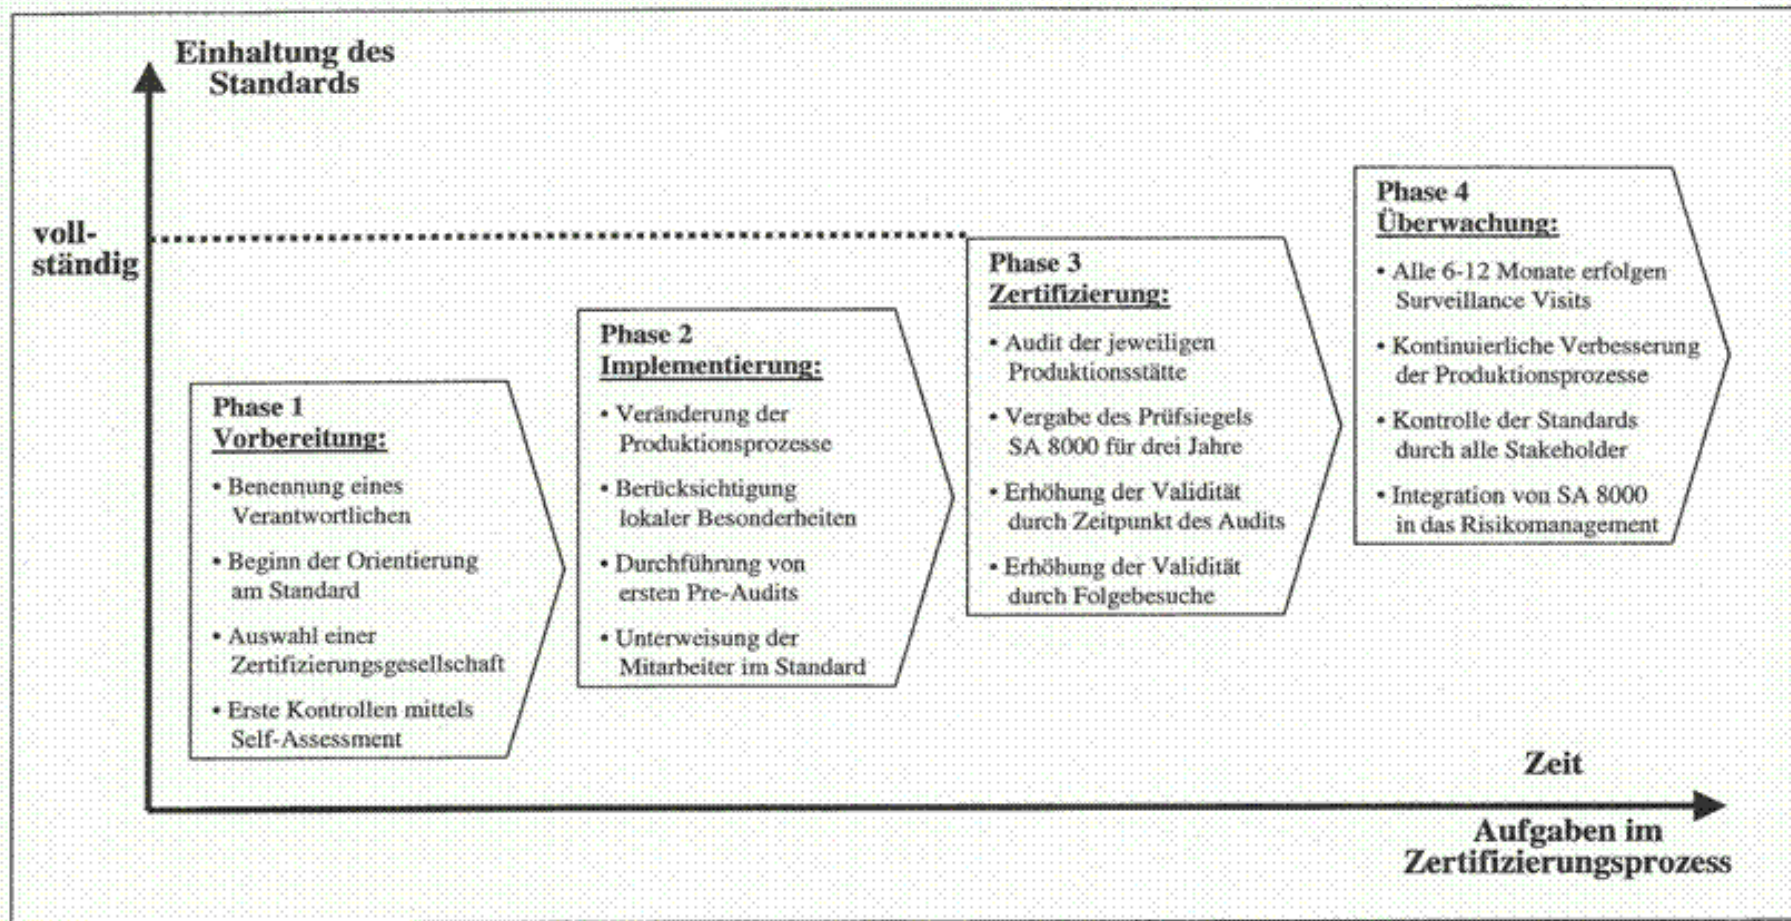 Einhaltung des
Standards
voll-
ständig
Phase 1
Vorbereitung:
• Benennung eines
Verantwortlichen
• Beginn der Orientierung
am Standard
• Auswahl einer
Zertifizierungsgesellschaft
• Erste Kontrollen mittels
Self-Assessment
Phase 2
Implementierung:
• Veränderung der
Produktionsprozesse
• Berücksichtigung
lokaler Besonderheiten
• Durchführung von
ersten Pre-Audits
• Unterweisung der
Mitarbeiter im Standard
Phase 3
Zertifizierung:
• Audit der jeweiligen
Produktionsstätte
• Vergabe des Prüfsiegels
SA 8000 für drei Jahre
• Erhöhung der Validität
durch Zeitpunkt des Audits
• Erhöhung der Validität
durch Folgebesuche
Phase 4
Überwachung:
• Alle 6-12 Monate erfolgen
Surveillance Visits
• Kontinuierliche Verbesserung
der Produktionsprozesse
• Kontrolle der Standards
durch alle Stakeholder
• Integration von SA 8000
in das Risikomanagement
Zeit
Aufgaben im
Zertifizierungsprozess